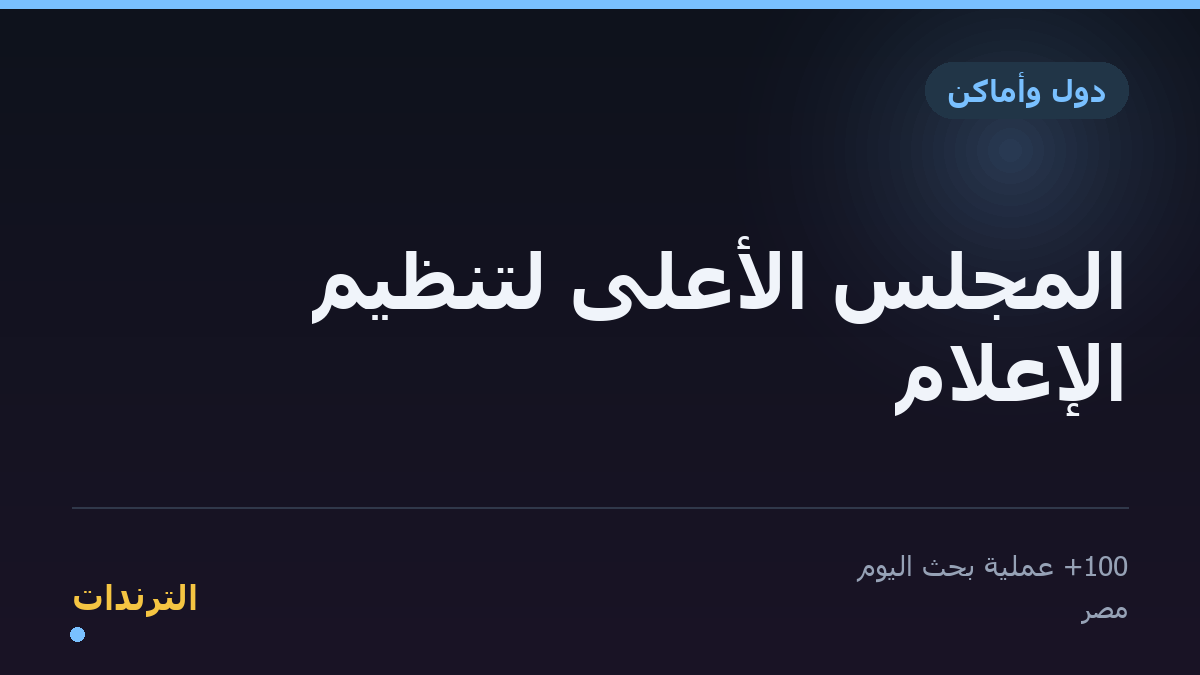 دول وأماكن
المجلس الأعلى لتنظيم
الإعلام
100+ عملية بحث اليوم
مصر
الترندات